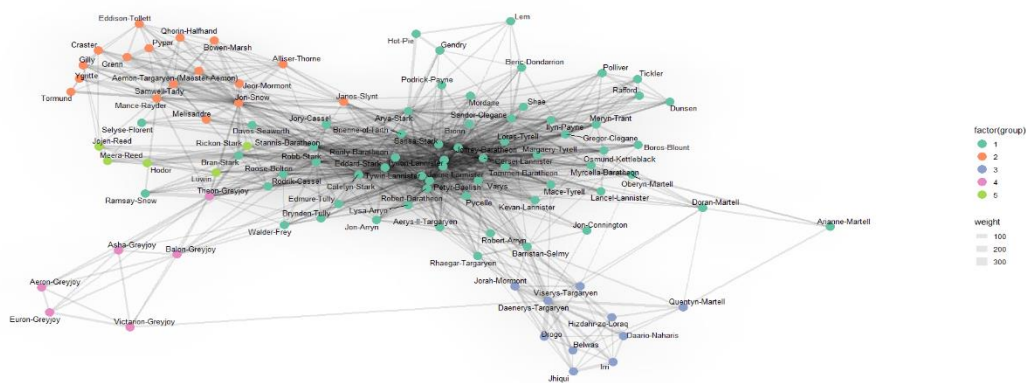 Eddison-Tollett
Lem
Qhorin-Halfhand
Hot-Pie
Gendry
Craster
Pypar
Bowen-Marsh
Gilly
Grenn
Alliser-Thorne
Beric-Dondarrion
Polliver
Tickler
Ygritte
Aemon-Targaryen-(Maester-Aemon)
Podrick-Payne
Rafford
Tormund
Samwell-Tarly
Jeor-Mormont
Mordane
Shae
Dunsen
Mance-Rayder
Jon-Snow
Janos-Slynt
Arya-Stark
Sandor-Clegane
Meryn-Trant
Melisandre
Jory-Cassel
Ilyn-Payne
Selyse-Florent
Davos-Seaworth
Brienne-of-Tarth
Bronn
Loras-Tyrell
Gregor-Clegane
Jojen-Reed
Rickon-Stark
Stannis-Baratheon
Sansa-Stark
Boros-Blount
Meera-Reed
Bran-Stark
Robb-Stark
Renly-Baratheon
Joffrey-Baratheon
Margaery-Tyrell
Osmund-Kettleblack
Hodor
Eddard-Stark
Cersei-Lannister
Myrcella-Baratheon
Luwin
Roose-Bolton
Tywin-Lannister
Tommen-Baratheon
Oberyn-Martell
Theon-Greyjoy
Rodrik-Cassel
Catelyn-Stark
Petyr-Baelish
Varys
Lancel-Lannister
Ramsay-Snow
Edmure-Tully
Robert-Baratheon
Mace-Tyrell
Doran-Martell
Brynden-Tully
Lysa-Arryn
Pycelle
Kevan-Lannister
Arianne-Martell
Walder-Frey
Jon-Arryn
Aerys-II-Targaryen
Jon-Connington
Asha-Greyjoy
Balon-Greyjoy
Robert-Arryn
Barristan-Selmy
Rhaegar-Targaryen
Aeron-Greyjoy
Jorah-Mormont
Viserys-Targaryen
Euron-Greyjoy
Victarion-Greyjoy
Daenerys-Targaryen
Quentyn-Martell
Hizdahr-zo-Loraq
Drogo
Daario-Naharis
Belwas
Irri
Jhiqui
factor(group)
1
2
3
4
5
weight
100
200
300